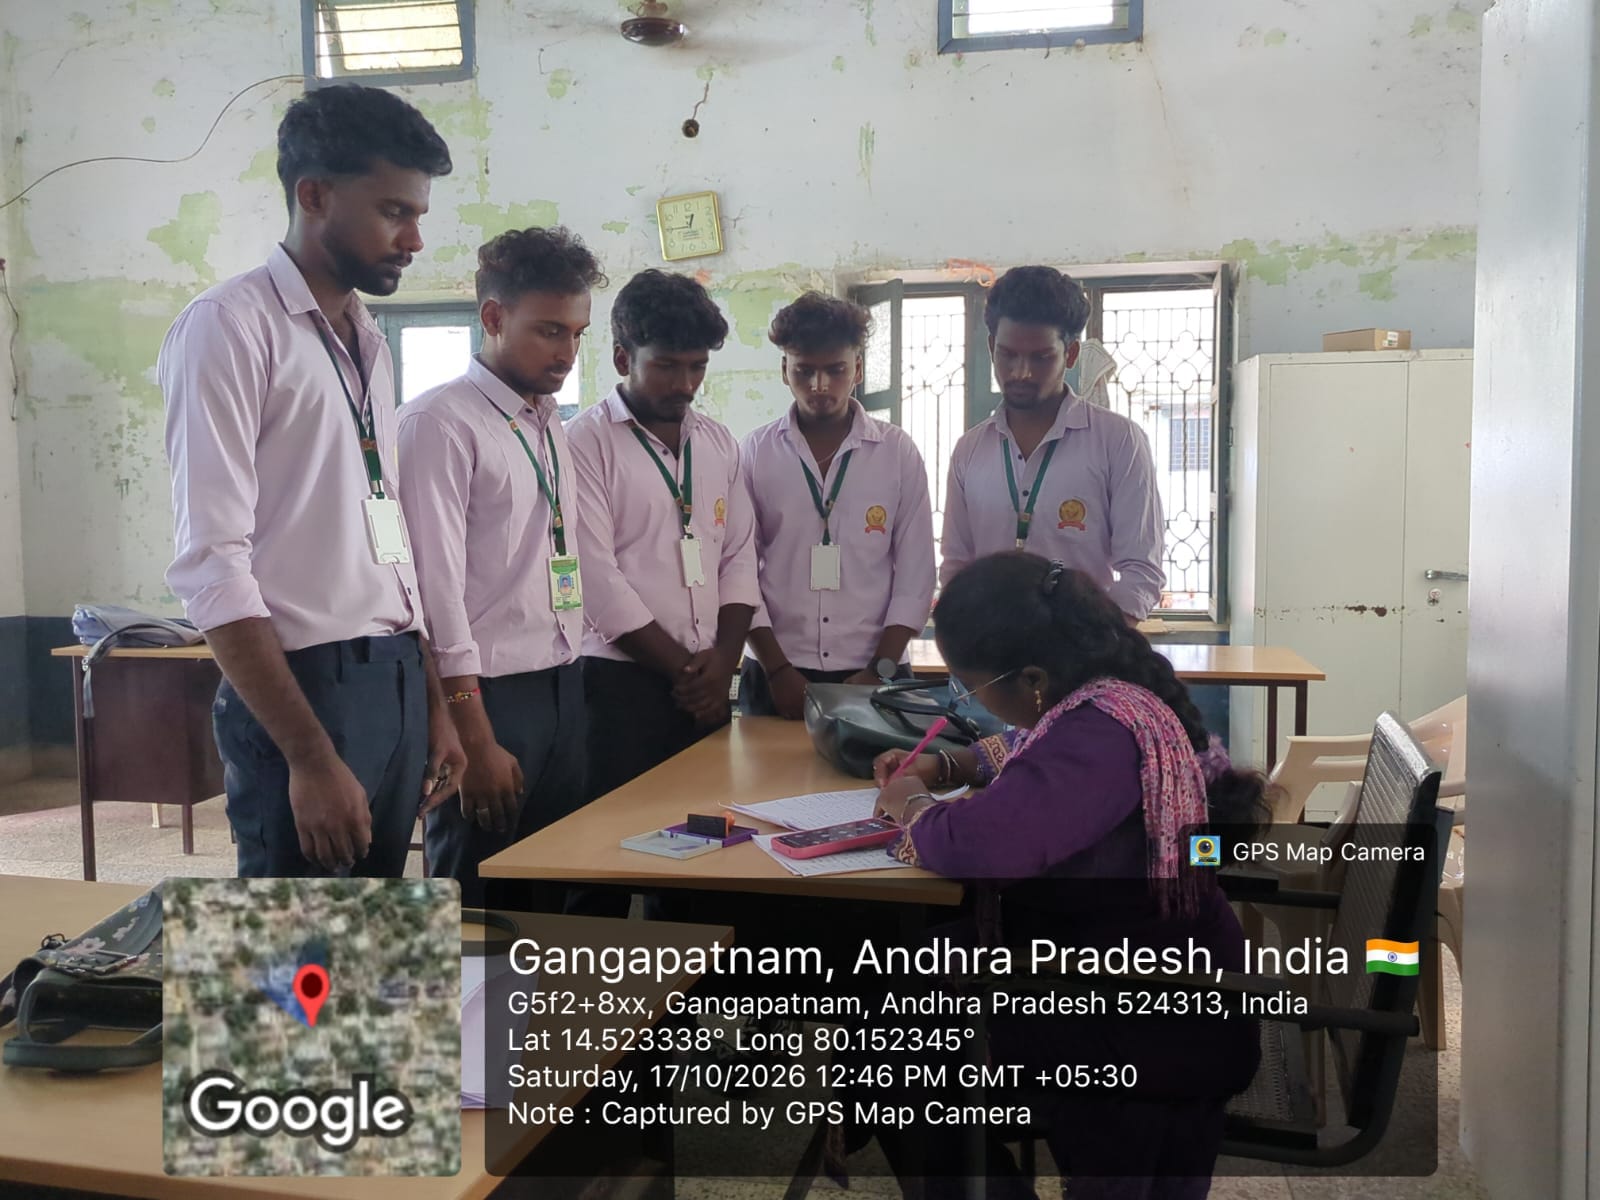 GPS Map Camera
Gangapatnam, Andhra Pradesh, India
G5f2+8xx, Gangapatnam, Andhra Pradesh 524313, India
Lat 14.523338° Long 80.152345°
Saturday, 17/10/2026 12:46 PM GMT +05:30
Note : Captured by GPS Map Camera
Google